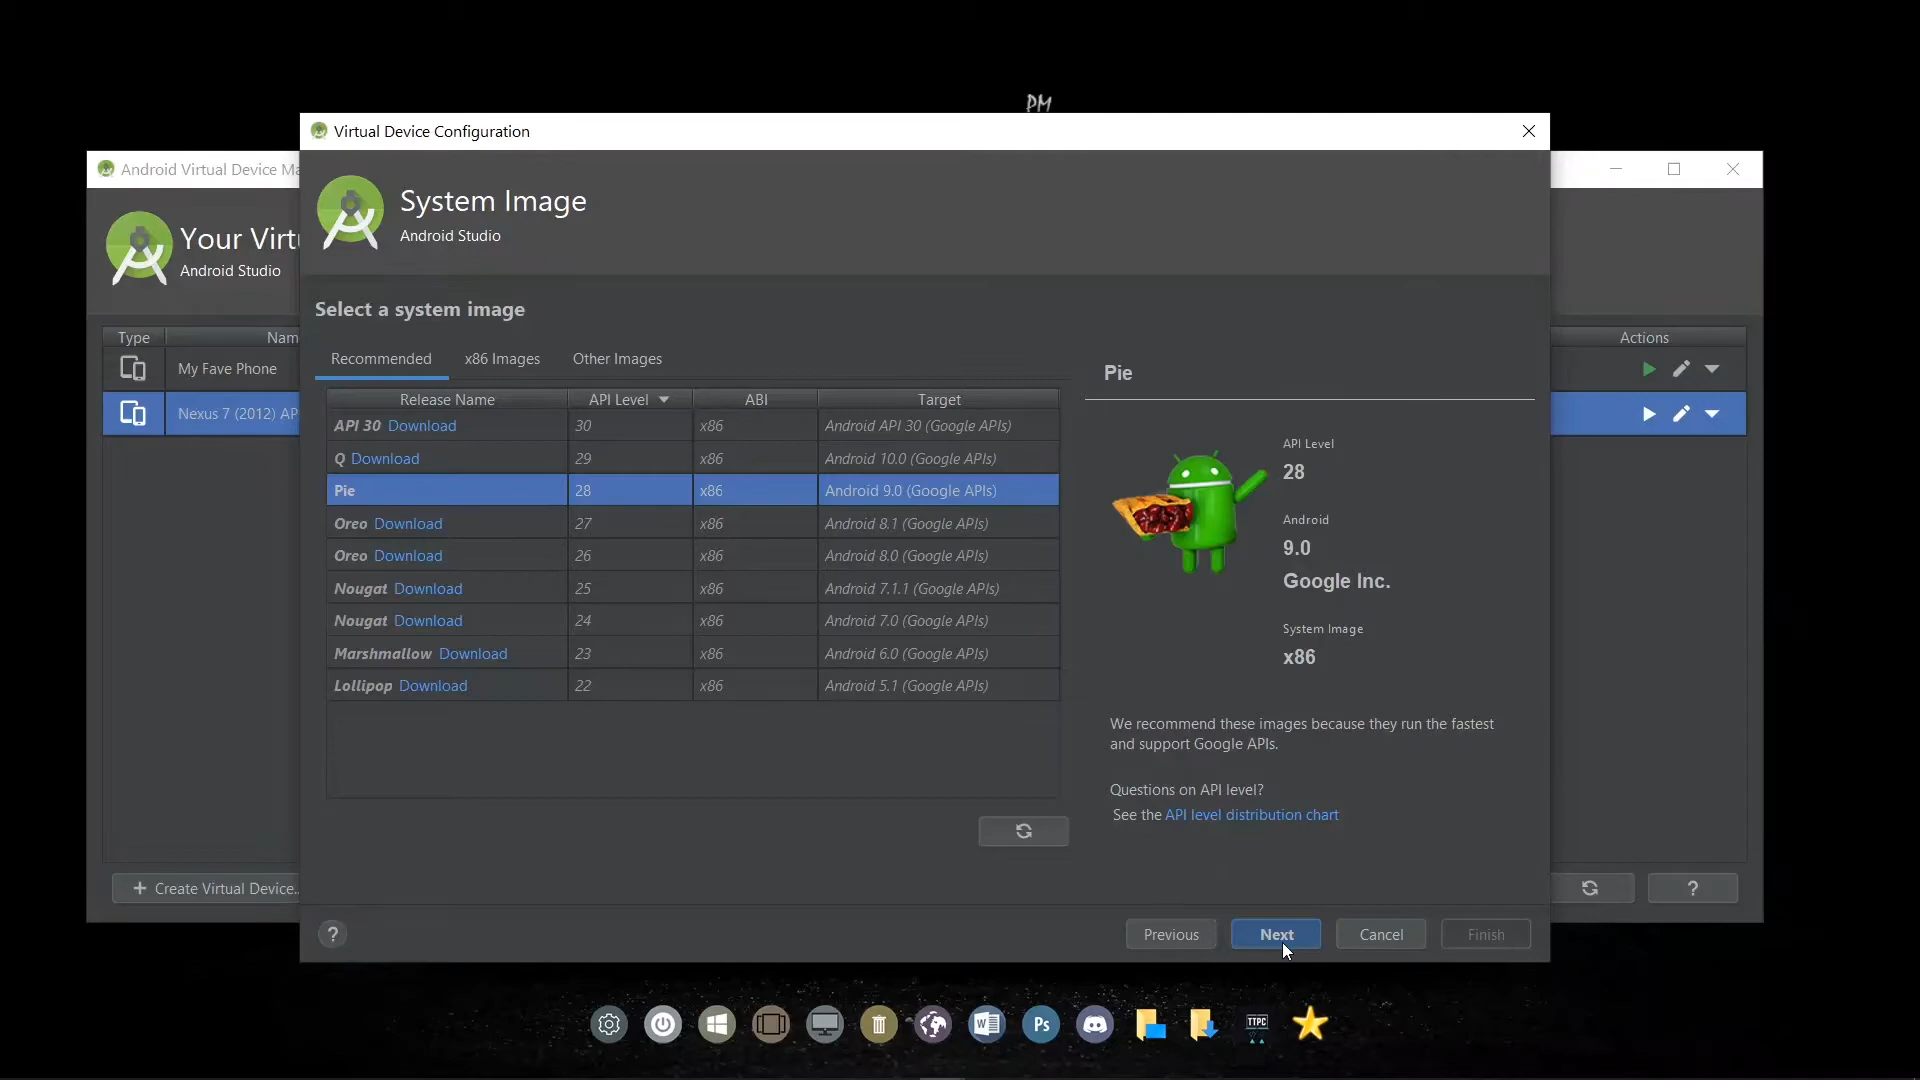 PM
Virtual Device Configuration
Android Virtual Device Ma
System Image
Android Studio
Your Virtu
Android Studio
Select a system image
Type
Nam
Actions
My Fave Phone
Nexus 7 (2012) AP
Recommended
x86 Images
Other Images
Release Name
API Level
ABI
Target
API 30 Download
30
x86
Android API 30 (Google APIs)
Q Download
29
x86
Android 10.0 (Google APIs)
Pie
28
x86
Android 9.0 (Google APIs)
Oreo Download
27
x86
Android 8.1 (Google APIs)
Oreo Download
26
x86
Android 8.0 (Google APIs)
Nougat Download
25
x86
Android 7.1.1 (Google APIs)
Nougat Download
24
x86
Android 7.0 (Google APIs)
Marshmallow Download
23
x86
Android 6.0 (Google APIs)
Lollipop Download
22
x86
Android 5.1 (Google APIs)
Pie
API Level
28
Android
9.0
Google Inc.
System Image
x86
We recommend these images because they run the fastest
and support Google APIs.
Questions on API level?
See the API level distribution chart
+ Create Virtual Device..
?
?
Previous
Next
Cancel
Finish
W
Ps
TTPC